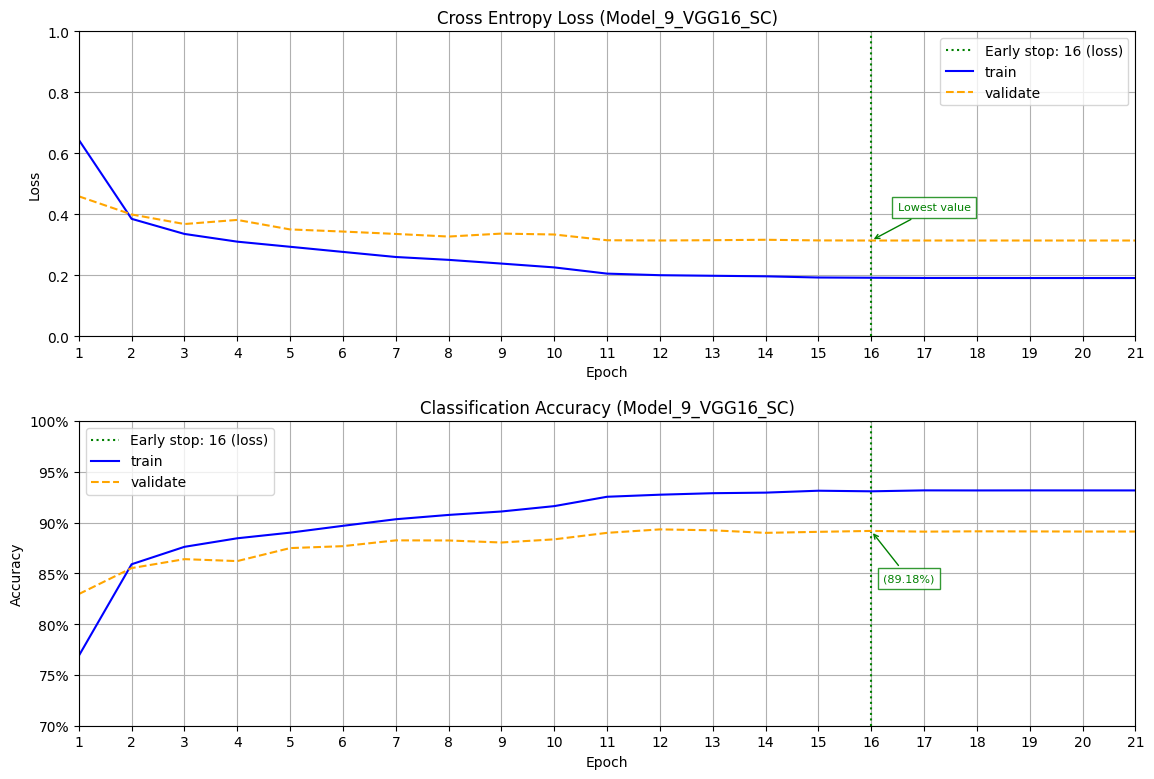 Cross Entropy Loss (Model_9_VGG16_SC)
1.0
0.8
0.6
0.4
0.2
0.0
Loss
Early stop: 16 (loss)
train
validate
Lowest value
1 2 3 4 5 6 7 8 9 10 11 12 13 14 15 16 17 18 19 20 21
Epoch
Classification Accuracy (Model_9_VGG16_SC)
100%
95%
90%
85%
80%
75%
70%
Accuracy
Early stop: 16 (loss)
train
validate
(89.18%)
1 2 3 4 5 6 7 8 9 10 11 12 13 14 15 16 17 18 19 20 21
Epoch